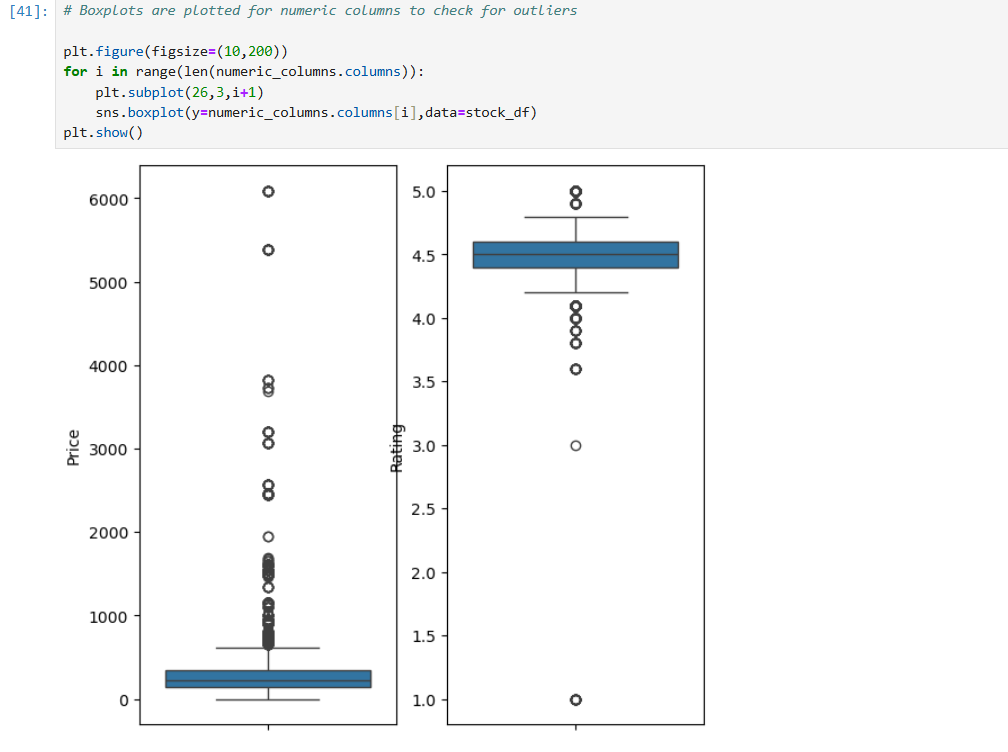 [41]: # Boxplots are plotted for numeric columns to check for outliers
plt.figure(figsize=(10,200))
for i in range(len(numeric_columns.columns)):
    plt.subplot(26,3,i+1)
    sns.boxplot(y=numeric_columns.columns[i],data=stock_df)
plt.show()
6000
5000
4000
3000
2000
1000
0
Price
5.0
4.5
4.0
3.5
3.0
2.5
2.0
1.5
1.0
Rating